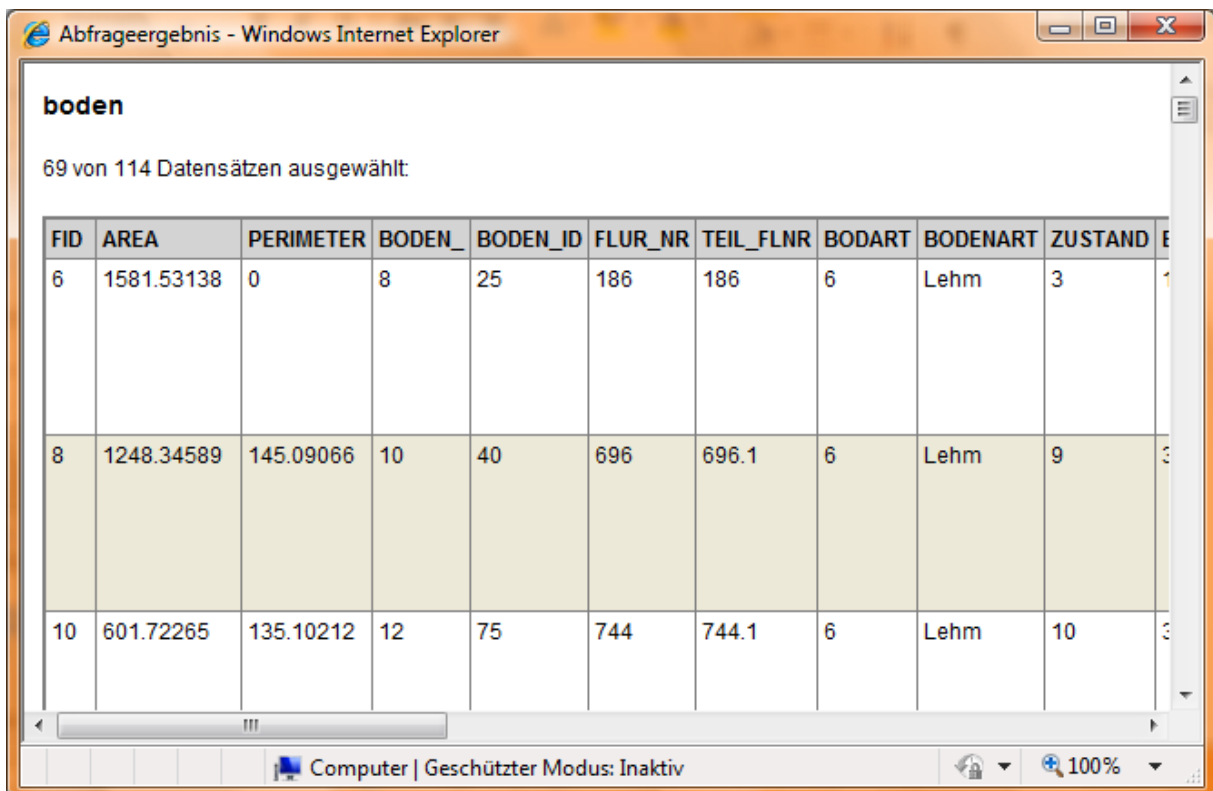 Abfrageergebnis - Windows Internet Explorer
boden
69 von 114 Datensätzen ausgewählt:
FID AREA PERIMETER BODEN_ BODEN_ID FLUR_NR TEIL_FLNR BODART BODENART ZUSTAND
6 1581.53138 0 8 25 186 186 6 Lehm 3
8 1248.34589 145.09066 10 40 696 696.1 6 Lehm 9
10 601.72265 135.10212 12 75 744 744.1 6 Lehm 10
Computer | Geschützter Modus: Inaktiv 100%